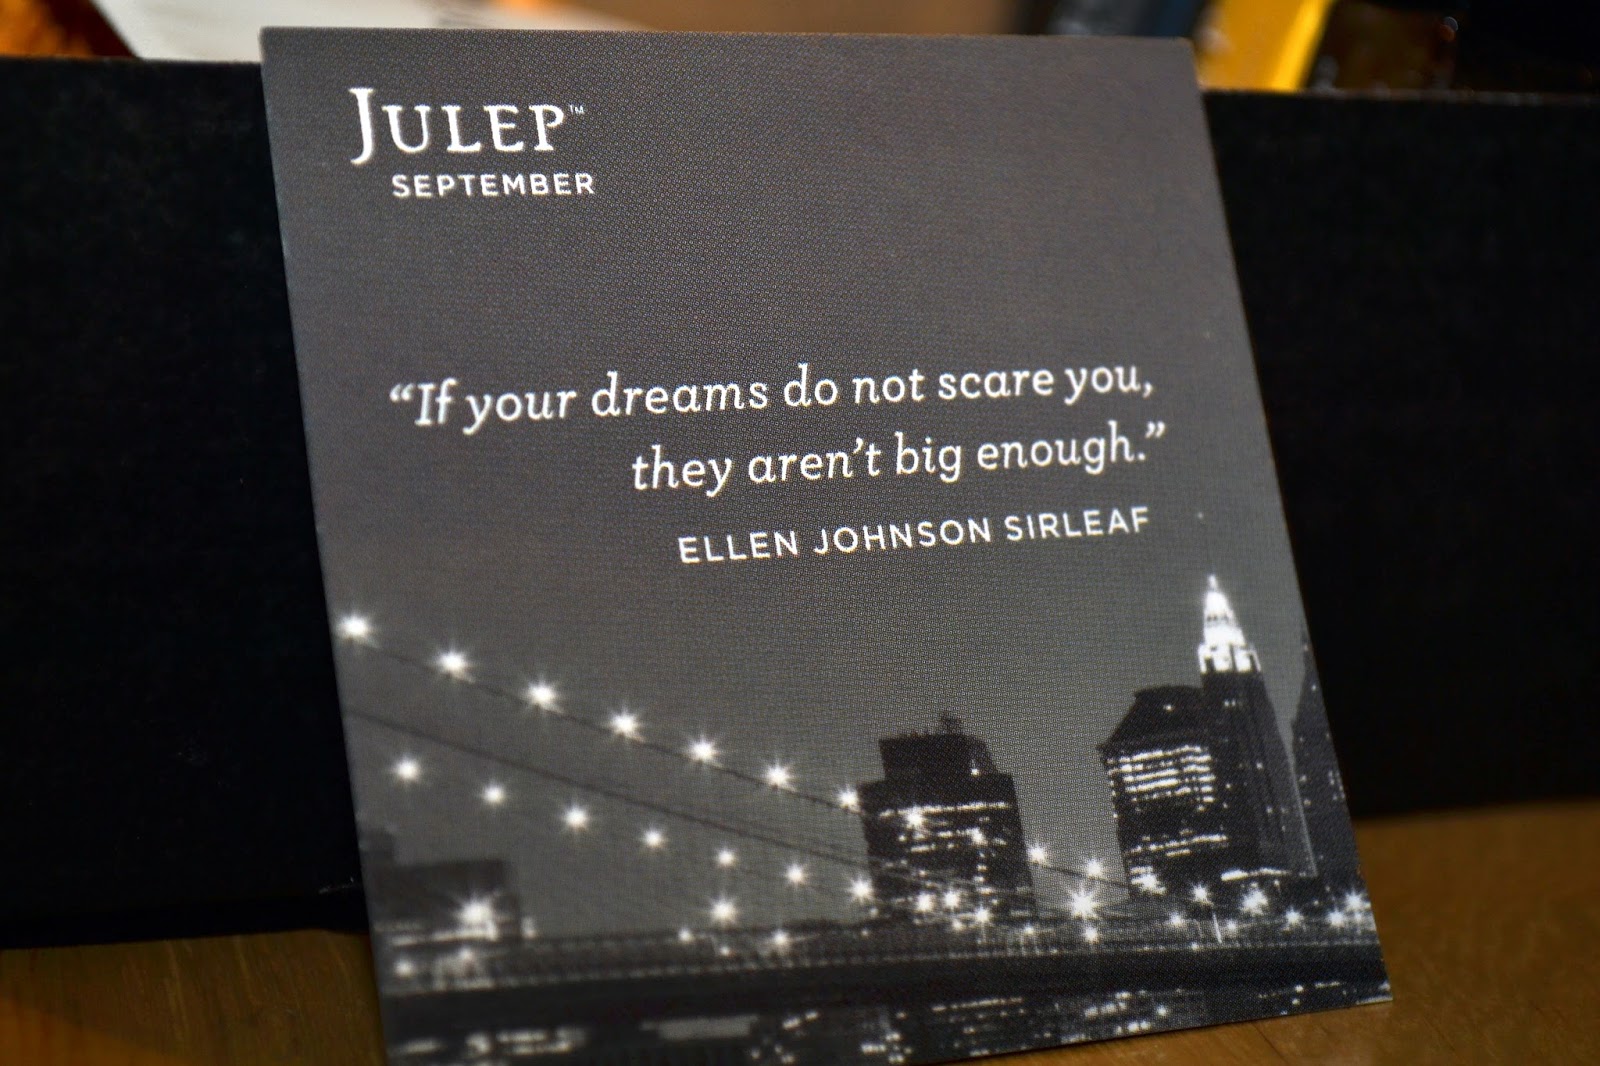 JULEP™
SEPTEMBER
“If your dreams do not scare you,
they aren’t big enough.”
ELLEN JOHNSON SIRLEAF